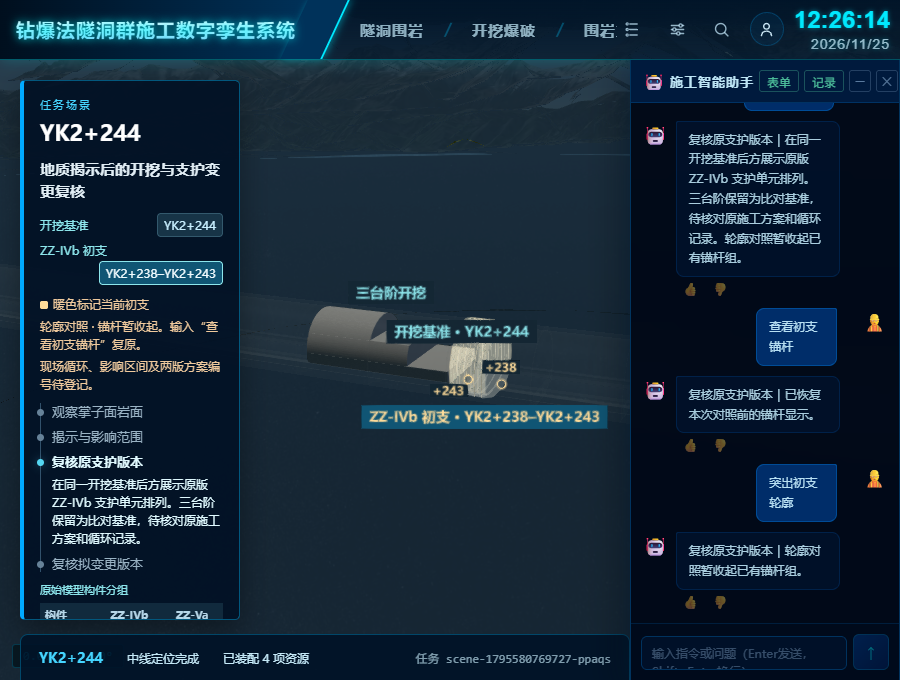 钻爆法隧洞群施工数字孪生系统
隧洞围岩 / 开挖爆破 / 围岩
12:26:14
2026/11/25
任务场景
YK2+244
地质揭示后的开挖与支护变
更复核
开挖基准 YK2+244
ZZ-IVb 初支
YK2+238–YK2+243
暖色标记当前初支
轮廓对照 · 锚杆暂收起。输入“查
看初支锚杆”复原。
现场循环、影响区间及两版方案编
号待登记。
观察掌子面岩面
揭示与影响范围
复核原支护版本
在同一开挖基准后方展示原版
ZZ-IVb 支护单元排列。三台阶
保留为比对基准，待核对原施工
方案和循环记录。
复核拟变更版本
原始模型构件分组
构件 ZZ-IVb ZZ-Va
三台阶开挖
开挖基准 · YK2+244
+238
+243
ZZ-IVb 初支 · YK2+238–YK2+243
施工智能助手 表单 记录
复核原支护版本 | 在同一
开挖基准后方展示原版
ZZ-IVb 支护单元排列。
三台阶保留为比对基准，
待核对原施工方案和循环
记录。轮廓对照暂收起已
有锚杆组。
查看初支
锚杆
复核原支护版本 | 已恢复
本次对照前的锚杆显示。
突出初支
轮廓
复核原支护版本 | 轮廓对
照暂收起已有锚杆组。
输入指令或问题（Enter发送，
YK2+244 中线定位完成 已装配 4 项资源 任务 scene-1795580769727-ppaqs